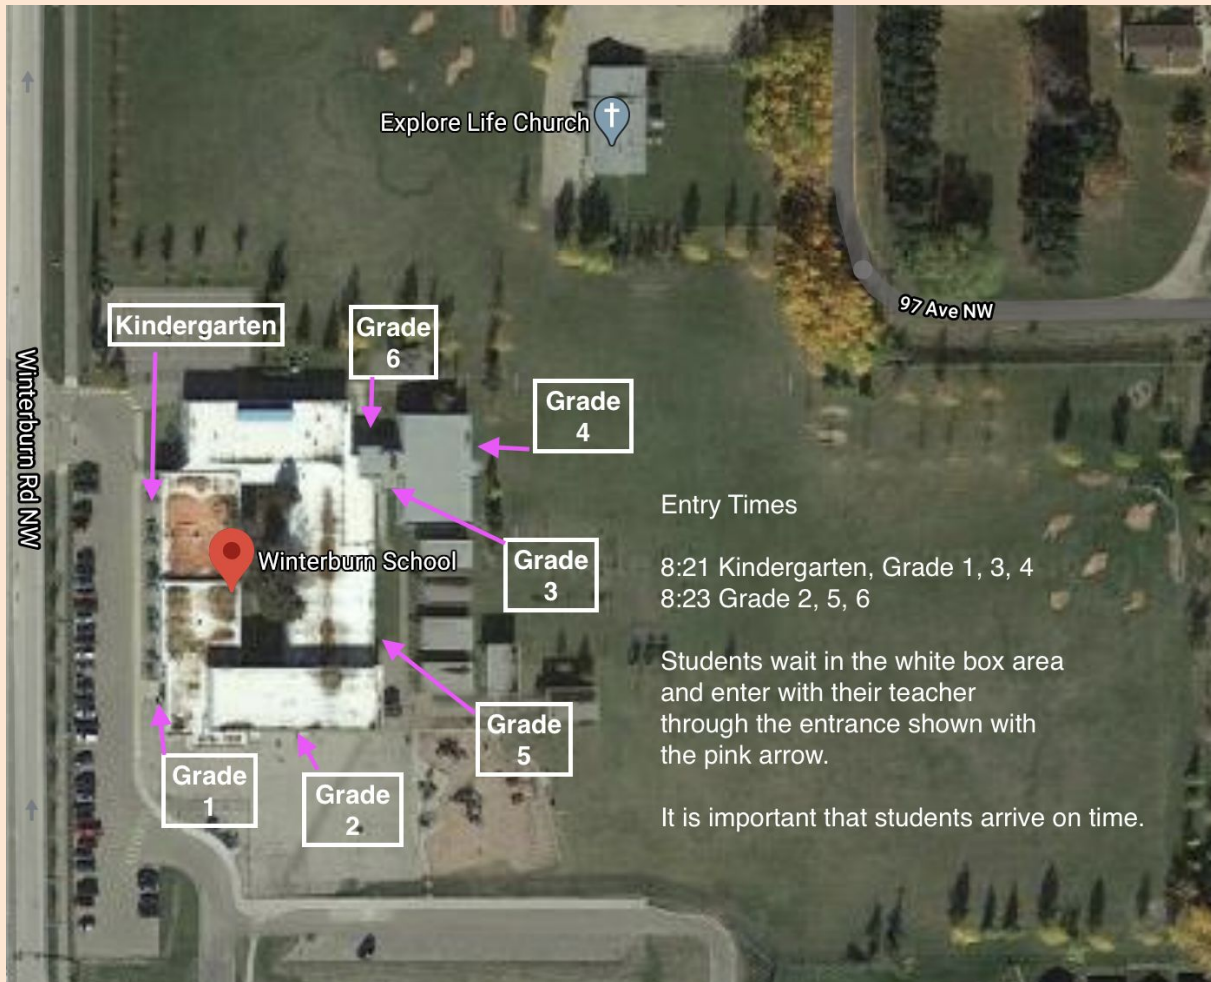 Explore Life Church
97 Ave NW
Kindergarten
Grade
6
Grade
4
Winterburn Rd NW
Entry Times
8:21 Kindergarten, Grade 1, 3, 4
8:23 Grade 2, 5, 6
Winterburn School
Grade
3
Students wait in the white box area
and enter with their teacher
through the entrance shown with
the pink arrow.
Grade
5
Grade
1
Grade
2
It is important that students arrive on time.